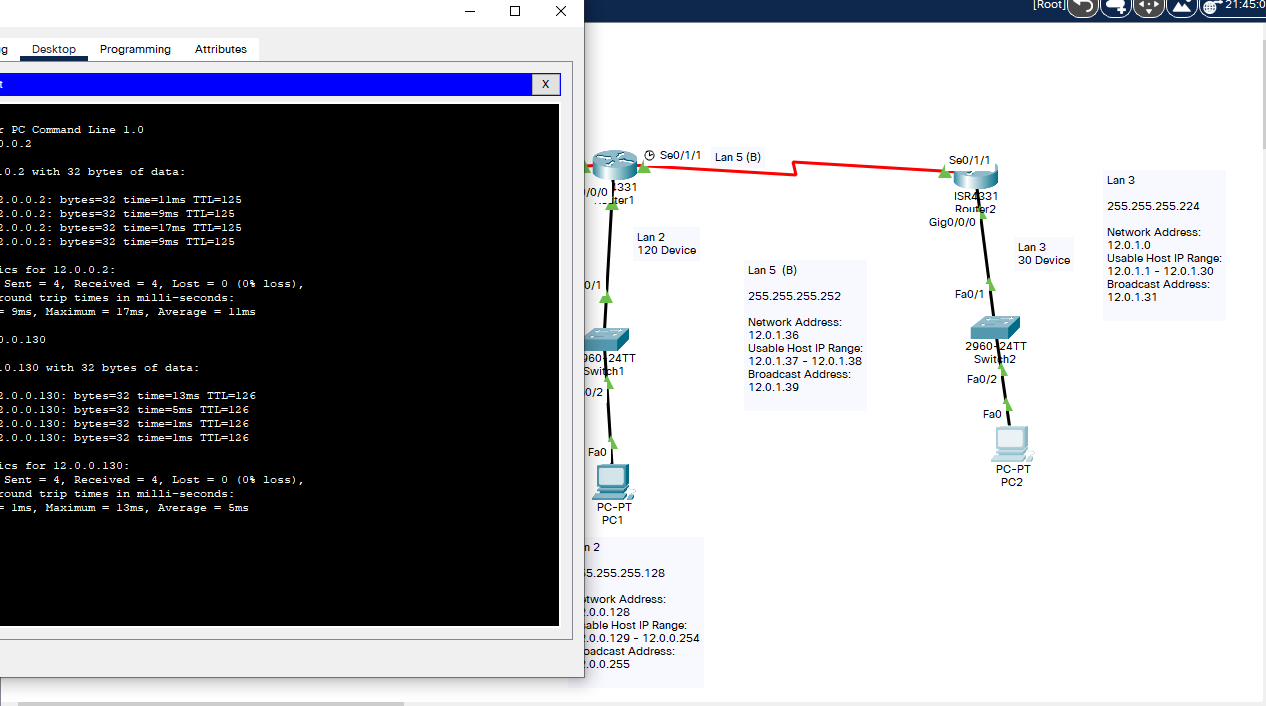 [Root]
21:45:0
g Desktop Programming Attributes
t
X
r PC Command Line 1.0
0.0.2
.0.2 with 32 bytes of data:
2.0.0.2: bytes=32 time=11ms TTL=125
2.0.0.2: bytes=32 time=9ms TTL=125
2.0.0.2: bytes=32 time=17ms TTL=125
2.0.0.2: bytes=32 time=9ms TTL=125
ics for 12.0.0.2:
Sent = 4, Received = 4, Lost = 0 (0% loss),
round trip times in milli-seconds:
= 9ms, Maximum = 17ms, Average = 11ms
0.0.130
.0.130 with 32 bytes of data:
2.0.0.130: bytes=32 time=13ms TTL=126
2.0.0.130: bytes=32 time=5ms TTL=126
2.0.0.130: bytes=32 time=1ms TTL=126
2.0.0.130: bytes=32 time=1ms TTL=126
ics for 12.0.0.130:
Sent = 4, Received = 4, Lost = 0 (0% loss),
round trip times in milli-seconds:
= 1ms, Maximum = 13ms, Average = 5ms
Se0/1/1
Lan 5 (B)
Se0/1/1
4331
/0/0
ter1
ISR4331
Router2
Gig0/0/0
Lan 2
120 Device
0/1
960-24TT
Switch1
0/2
Fa0
PC-PT
PC1
Lan 5 (B)
255.255.255.252
Network Address:
12.0.1.36
Usable Host IP Range:
12.0.1.37 - 12.0.1.38
Broadcast Address:
12.0.1.39
Lan 3
30 Device
Fa0/1
2960-24TT
Switch2
Fa0/2
Fa0
PC-PT
PC2
Lan 3
255.255.255.224
Network Address:
12.0.1.0
Usable Host IP Range:
12.0.1.1 - 12.0.1.30
Broadcast Address:
12.0.1.31
n 2
55.255.255.128
etwork Address:
2.0.0.128
sable Host IP Range:
2.0.0.129 - 12.0.0.254
oadcast Address:
2.0.0.255